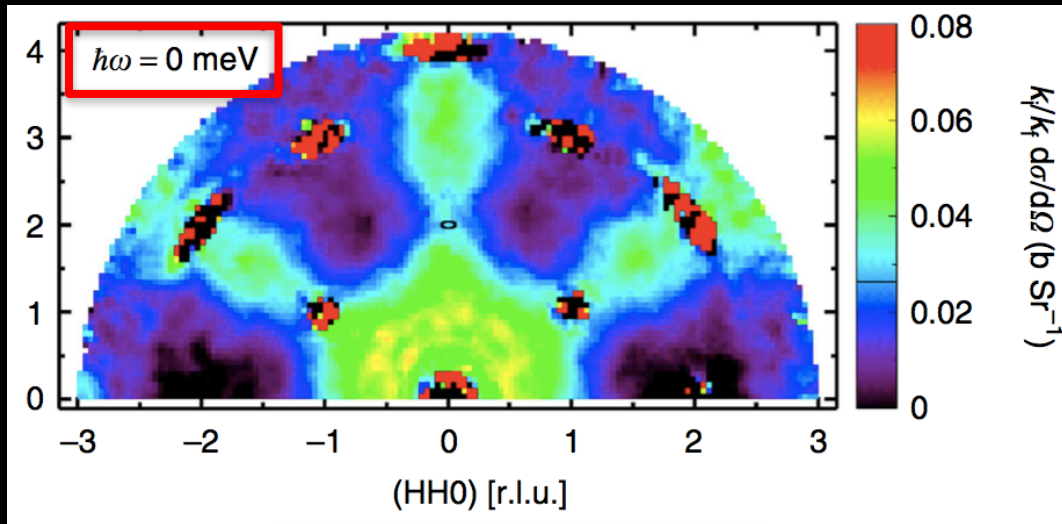 ℏω = 0 meV
4
3
2
1
0
−3 −2 −1 0 1 2 3
(HH0) [r.l.u.]
0.08
0.06
0.04
0.02
0
kᵢ/k_f dσ/dΩ (b Sr⁻¹)